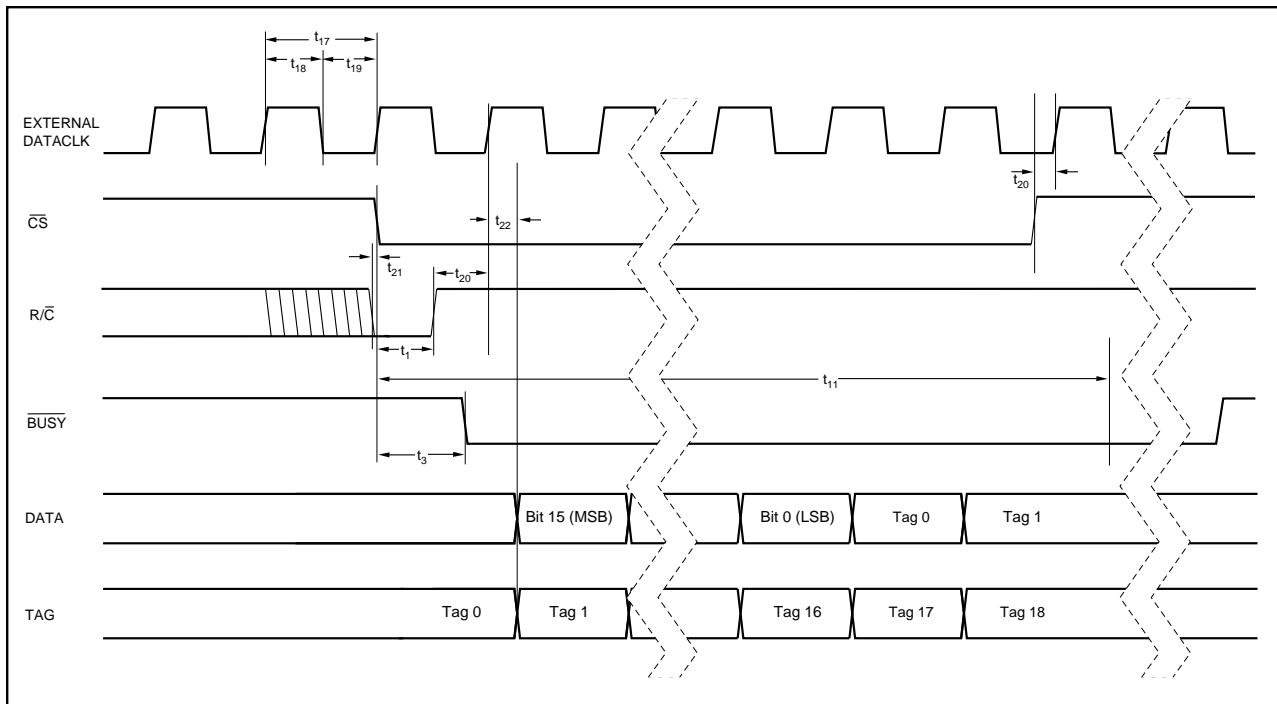 t17
t18
t19
EXTERNAL
DATACLK
t20
CS
t22
t21
t20
R/C
t1
t11
BUSY
t3
DATA
Bit 15 (MSB)
Bit 0 (LSB)
Tag 0
Tag 1
TAG
Tag 0
Tag 1
Tag 16
Tag 17
Tag 18